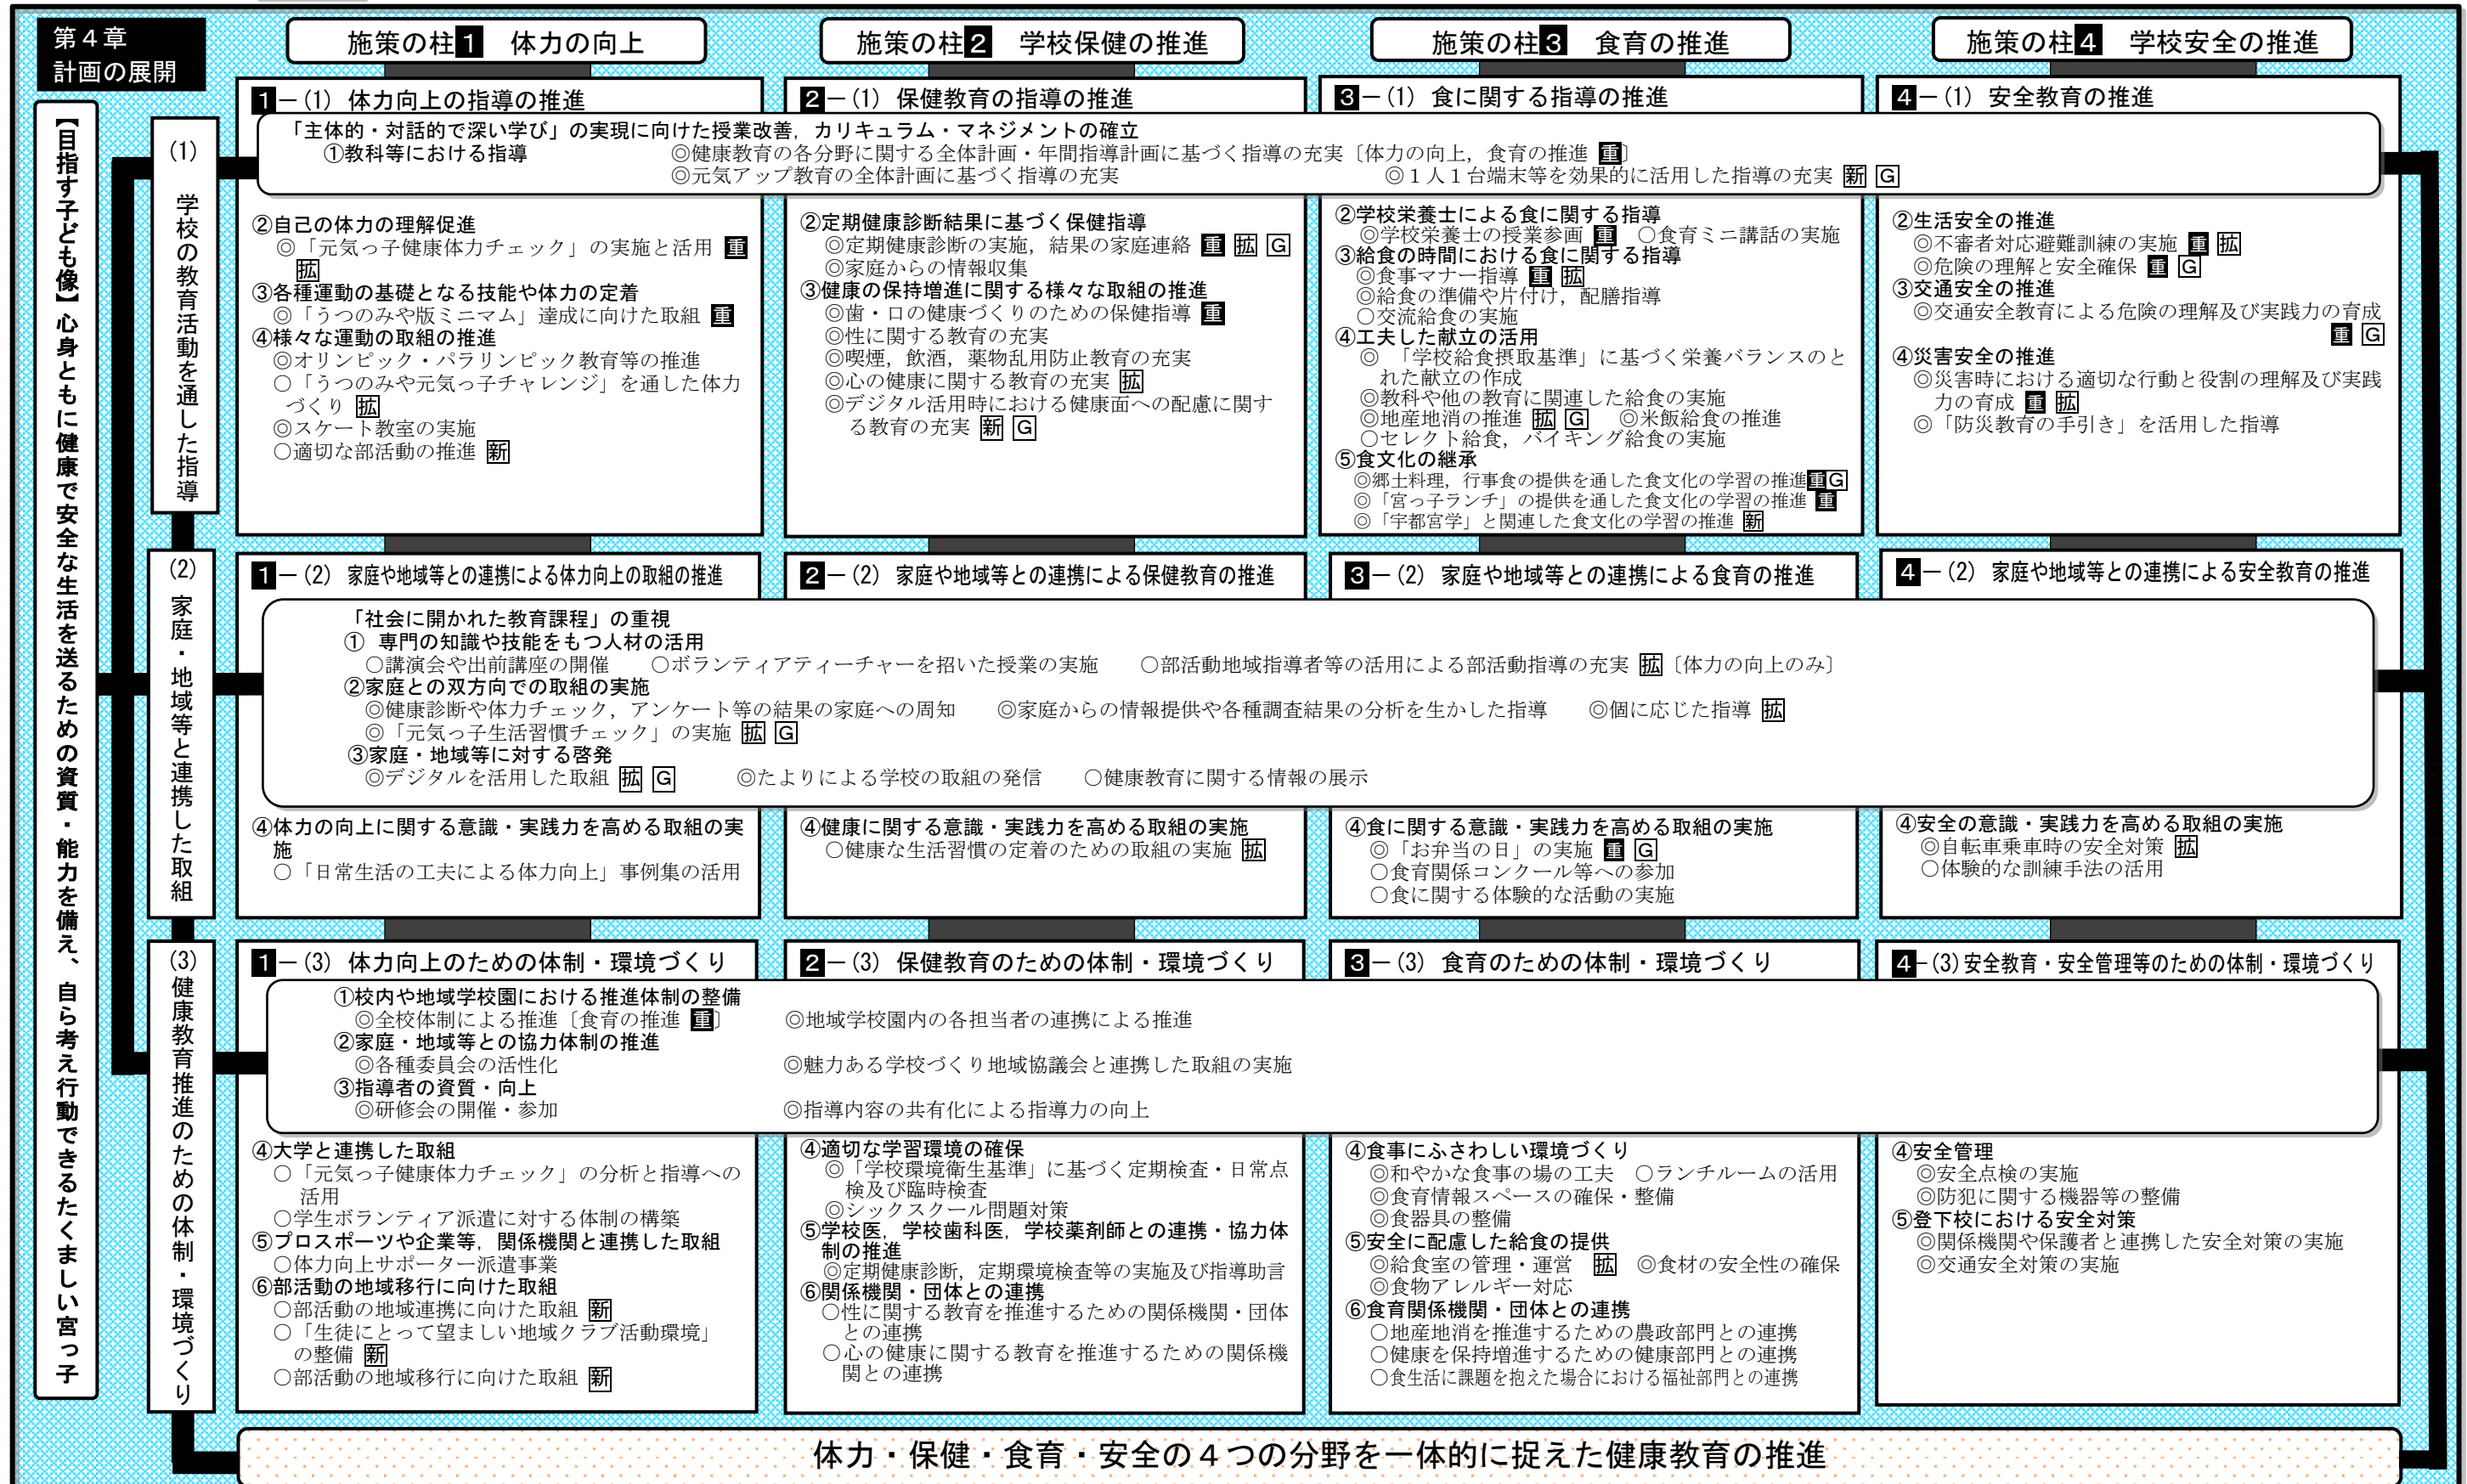 第４章
計画の展開
施策の柱1　体力の向上
施策の柱2　学校保健の推進
施策の柱3　食育の推進
施策の柱4　学校安全の推進
【目指す子ども像】心身ともに健康で安全な生活を送るための資質・能力を備え、自ら考え行動できるたくましい宮っ子
(1)　学校の教育活動を通した指導
1－(1) 体力向上の指導の推進
2－(1) 保健教育の指導の推進
3－(1) 食に関する指導の推進
4－(1) 安全教育の推進
「主体的・対話的で深い学び」の実現に向けた授業改善，カリキュラム・マネジメントの確立
①教科等における指導　◎健康教育の各分野に関する全体計画・年間指導計画に基づく指導の充実〔体力の向上，食育の推進 重〕
◎元気アップ教育の全体計画に基づく指導の充実　◎１人１台端末等を効果的に活用した指導の充実 新 G
②自己の体力の理解促進
◎「元気っ子健康体力チェック」の実施と活用 重
拡
③各種運動の基礎となる技能や体力の定着
◎「うつのみや版ミニマム」達成に向けた取組 重
④様々な運動の取組の推進
◎オリンピック・パラリンピック教育等の推進
○「うつのみや元気っ子チャレンジ」を通した体力
づくり 拡
◎スケート教室の実施
○適切な部活動の推進 新
②定期健康診断結果に基づく保健指導
◎定期健康診断の実施，結果の家庭連絡 重 拡 G
◎家庭からの情報収集
③健康の保持増進に関する様々な取組の推進
◎歯・口の健康づくりのための保健指導 重
◎性に関する教育の充実
◎喫煙，飲酒，薬物乱用防止教育の充実
◎心の健康に関する教育の充実 拡
◎デジタル活用時における健康面への配慮に関す
る教育の充実 新 G
②学校栄養士による食に関する指導
◎学校栄養士の授業参画 重　○食育ミニ講話の実施
③給食の時間における食に関する指導
◎食事マナー指導 重 拡
◎給食の準備や片付け，配膳指導
○交流給食の実施
④工夫した献立の活用
◎ 「学校給食摂取基準」に基づく栄養バランスのと
れた献立の作成
◎教科や他の教育に関連した給食の実施
◎地産地消の推進 拡 G　◎米飯給食の推進
○セレクト給食，バイキング給食の実施
⑤食文化の継承
◎郷土料理，行事食の提供を通した食文化の学習の推進重G
◎「宮っ子ランチ」の提供を通した食文化の学習の推進 重
◎「宇都宮学」と関連した食文化の学習の推進 新
②生活安全の推進
◎不審者対応避難訓練の実施 重 拡
◎危険の理解と安全確保 重 G
③交通安全の推進
◎交通安全教育による危険の理解及び実践力の育成
重 G
④災害安全の推進
◎災害時における適切な行動と役割の理解及び実践
力の育成 重 拡
◎「防災教育の手引き」を活用した指導
(2)　家庭・地域等と連携した取組
1－(2) 家庭や地域等との連携による体力向上の取組の推進
2－(2) 家庭や地域等との連携による保健教育の推進
3－(2) 家庭や地域等との連携による食育の推進
4－(2) 家庭や地域等との連携による安全教育の推進
「社会に開かれた教育課程」の重視
① 専門の知識や技能をもつ人材の活用
○講演会や出前講座の開催　○ボランティアティーチャーを招いた授業の実施　○部活動地域指導者等の活用による部活動指導の充実 拡〔体力の向上のみ〕
②家庭との双方向での取組の実施
◎健康診断や体力チェック，アンケート等の結果の家庭への周知　◎家庭からの情報提供や各種調査結果の分析を生かした指導　◎個に応じた指導 拡
◎「元気っ子生活習慣チェック」の実施 拡 G
③家庭・地域等に対する啓発
◎デジタルを活用した取組 拡 G　◎たよりによる学校の取組の発信　○健康教育に関する情報の展示
④体力の向上に関する意識・実践力を高める取組の実
施
○「日常生活の工夫による体力向上」事例集の活用
④健康に関する意識・実践力を高める取組の実施
○健康な生活習慣の定着のための取組の実施 拡
④食に関する意識・実践力を高める取組の実施
◎「お弁当の日」の実施 重 G
○食育関係コンクール等への参加
○食に関する体験的な活動の実施
④安全の意識・実践力を高める取組の実施
◎自転車乗車時の安全対策 拡
○体験的な訓練手法の活用
(3)　健康教育推進のための体制・環境づくり
1－(3) 体力向上のための体制・環境づくり
2－(3) 保健教育のための体制・環境づくり
3－(3) 食育のための体制・環境づくり
4－(3)安全教育・安全管理等のための体制・環境づくり
①校内や地域学校園における推進体制の整備
◎全校体制による推進〔食育の推進 重〕　◎地域学校園内の各担当者の連携による推進
②家庭・地域等との協力体制の推進
◎各種委員会の活性化　◎魅力ある学校づくり地域協議会と連携した取組の実施
③指導者の資質・向上
◎研修会の開催・参加　◎指導内容の共有化による指導力の向上
④大学と連携した取組
○「元気っ子健康体力チェック」の分析と指導への
活用
○学生ボランティア派遣に対する体制の構築
⑤プロスポーツや企業等，関係機関と連携した取組
○体力向上サポーター派遣事業
⑥部活動の地域移行に向けた取組
○部活動の地域連携に向けた取組 新
○「生徒にとって望ましい地域クラブ活動環境」
の整備 新
○部活動の地域移行に向けた取組 新
④適切な学習環境の確保
◎「学校環境衛生基準」に基づく定期検査・日常点
検及び臨時検査
◎シックスクール問題対策
⑤学校医，学校歯科医，学校薬剤師との連携・協力体
制の推進
◎定期健康診断，定期環境検査等の実施及び指導助言
⑥関係機関・団体との連携
○性に関する教育を推進するための関係機関・団体
との連携
○心の健康に関する教育を推進するための関係機
関との連携
④食事にふさわしい環境づくり
◎和やかな食事の場の工夫　○ランチルームの活用
◎食育情報スペースの確保・整備
◎食器具の整備
⑤安全に配慮した給食の提供
◎給食室の管理・運営 拡　◎食材の安全性の確保
◎食物アレルギー対応
⑥食育関係機関・団体との連携
○地産地消を推進するための農政部門との連携
○健康を保持増進するための健康部門との連携
○食生活に課題を抱えた場合における福祉部門との連携
④安全管理
◎安全点検の実施
◎防犯に関する機器等の整備
⑤登下校における安全対策
◎関係機関や保護者と連携した安全対策の実施
◎交通安全対策の実施
体力・保健・食育・安全の４つの分野を一体的に捉えた健康教育の推進